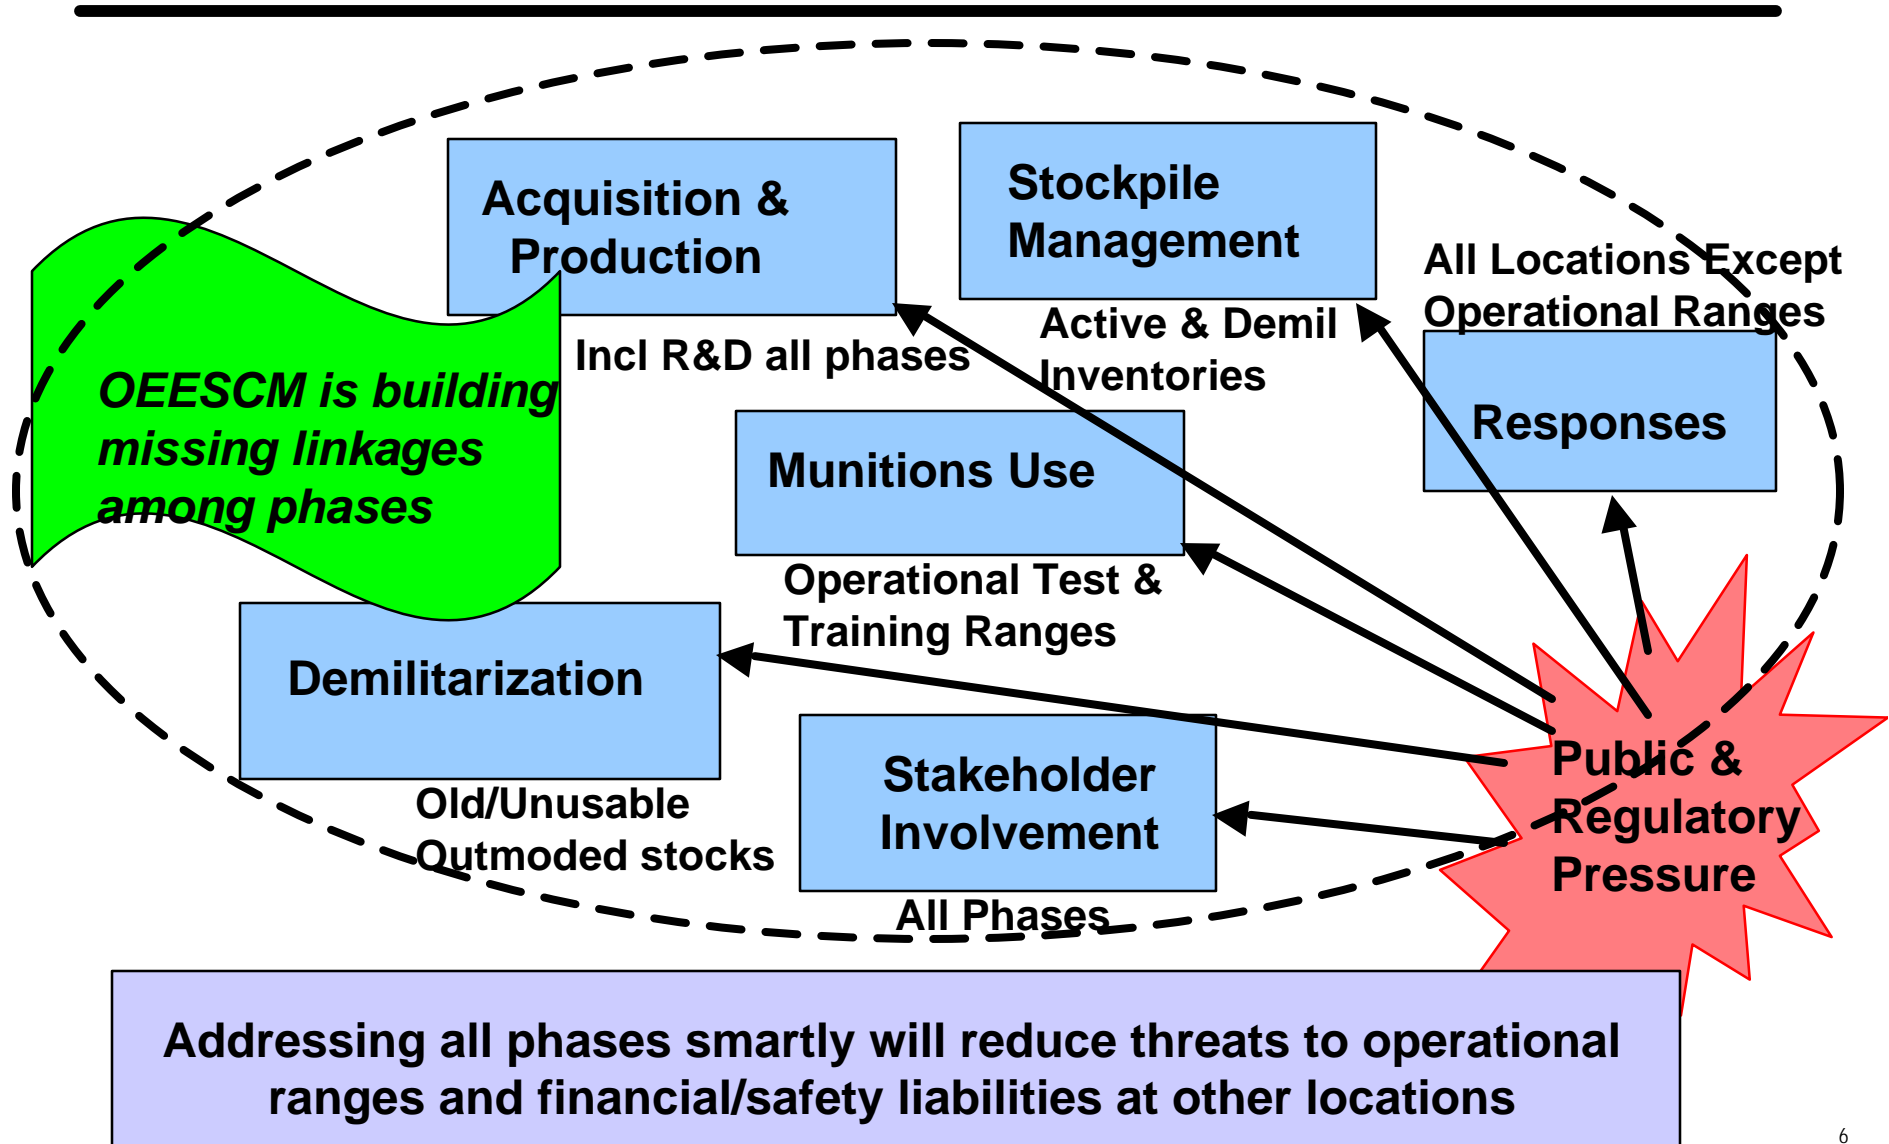 Acquisition &
Production
Incl R&D all phases
Stockpile
Management
Active & Demil
Inventories
All Locations Except
Operational Ranges
Responses
OEESCM is building
missing linkages
among phases
Munitions Use
Operational Test &
Training Ranges
Demilitarization
Old/Unusable
Outmoded stocks
Stakeholder
Involvement
All Phases
Public &
Regulatory
Pressure
Addressing all phases smartly will reduce threats to operational
ranges and financial/safety liabilities at other locations
6